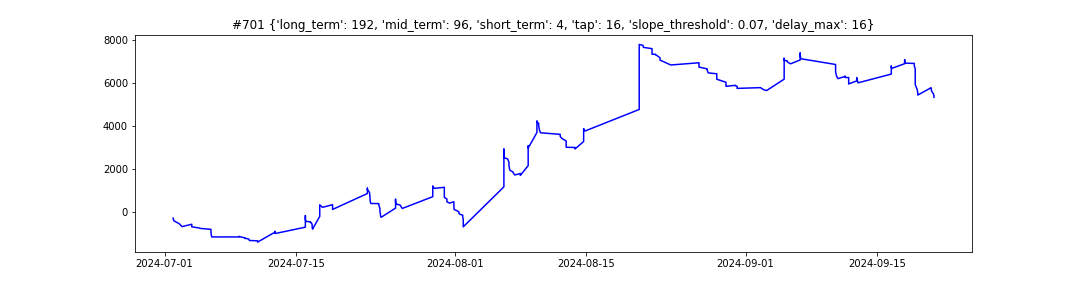 #701 {'long_term': 192, 'mid_term': 96, 'short_term': 4, 'tap': 16, 'slope_threshold': 0.07, 'delay_max': 16}
8000
6000
4000
2000
0
2024-07-01 2024-07-15 2024-08-01 2024-08-15 2024-09-01 2024-09-15